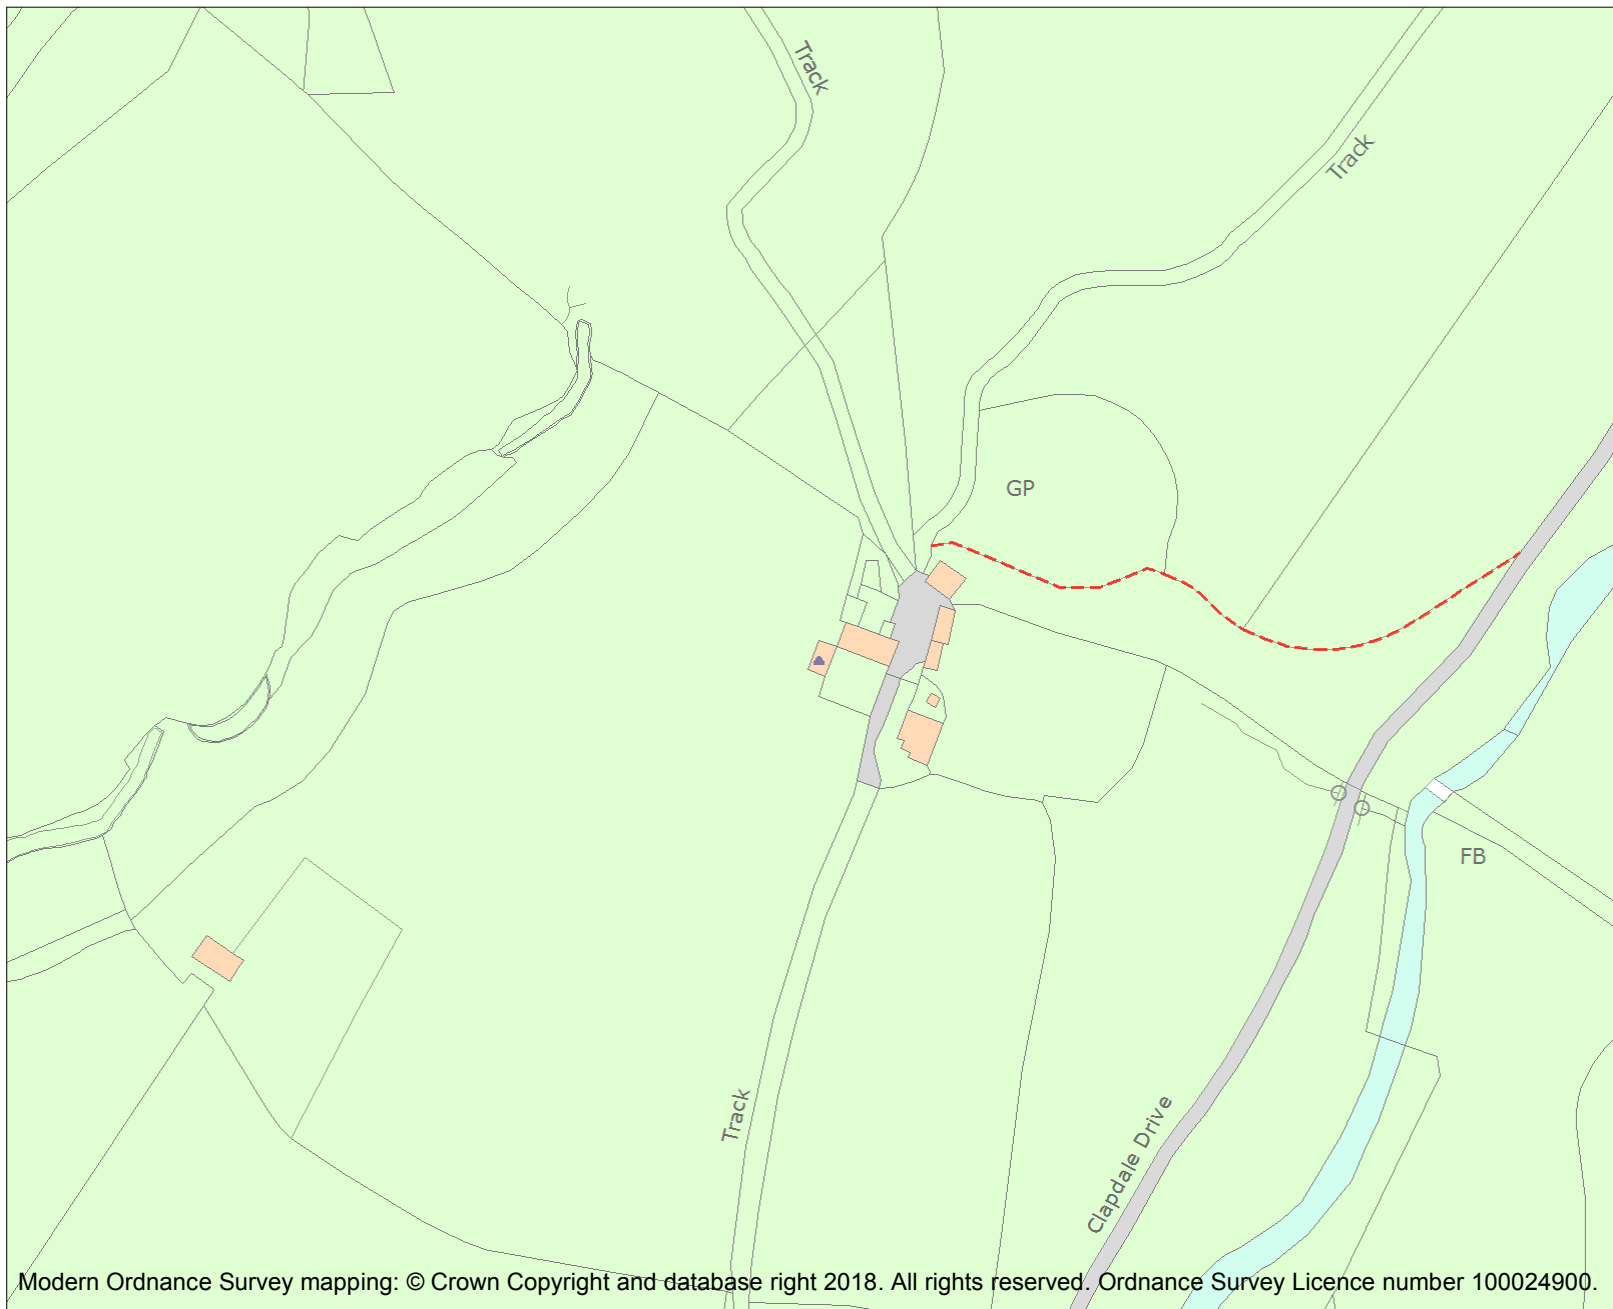 Track
Track
GP
FB
Track
Clapdale Drive
Modern Ordnance Survey mapping: © Crown Copyright and database right 2018. All rights reserved. Ordnance Survey Licence number 100024900.